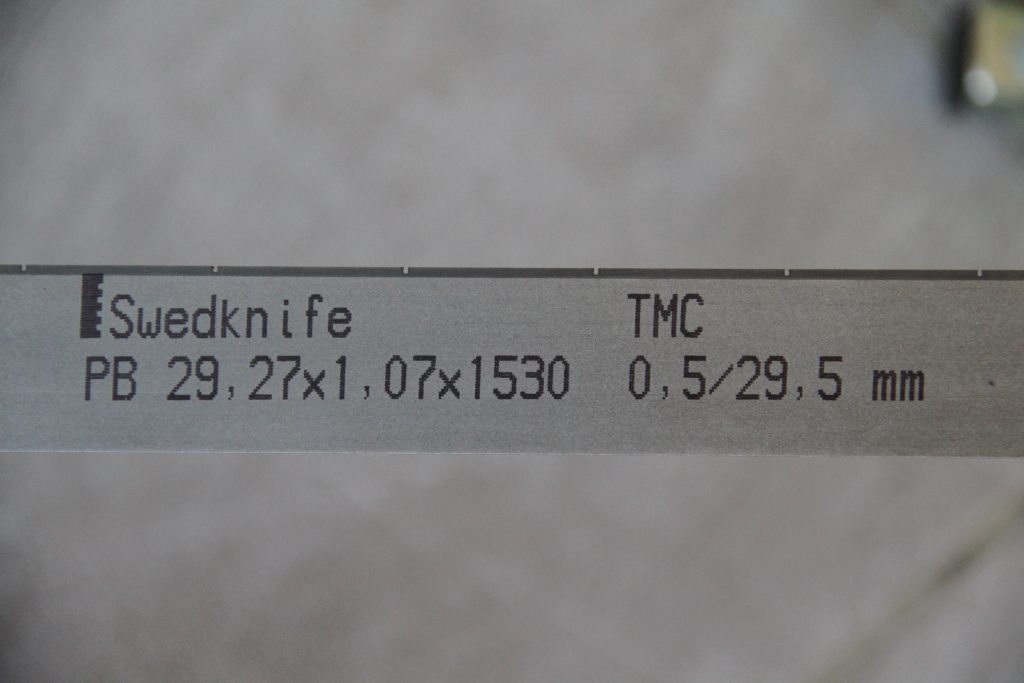 Swedknife TMC
PB 29,27x1,07x1530 0,5/29,5 mm